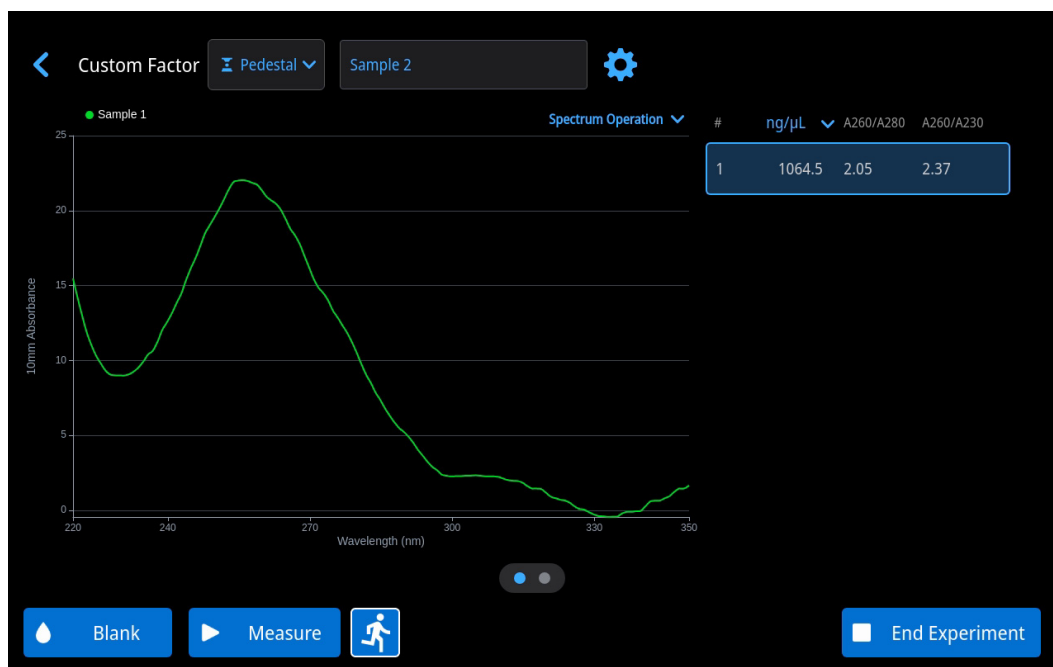 Custom Factor Pedestal Sample 2
Sample 1
Spectrum Operation
# ng/µL A260/A280 A260/A230
1 1064.5 2.05 2.37
25
20
15
10
5
0
10mm Absorbance
220 240 270 300 330 350
Wavelength (nm)
Blank Measure End Experiment